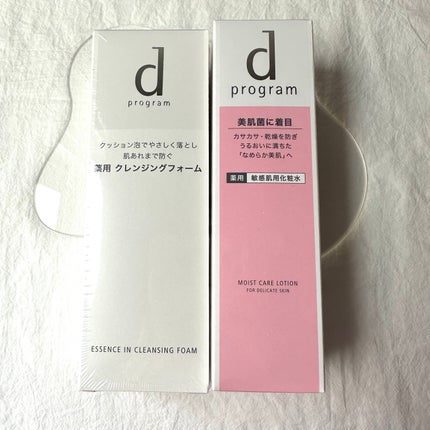 d
program
クッション泡でやさしく落とし
肌あれまで防ぐ
薬用 クレンジングフォーム
ESSENCE IN CLEANSING FOAM
d
program
美肌菌に着目
カサカサ・乾燥を防ぎ
うるおいに満ちた
「なめらか美肌」へ
薬用 敏感肌用化粧水
MOIST CARE LOTION
FOR DELICATE SKIN